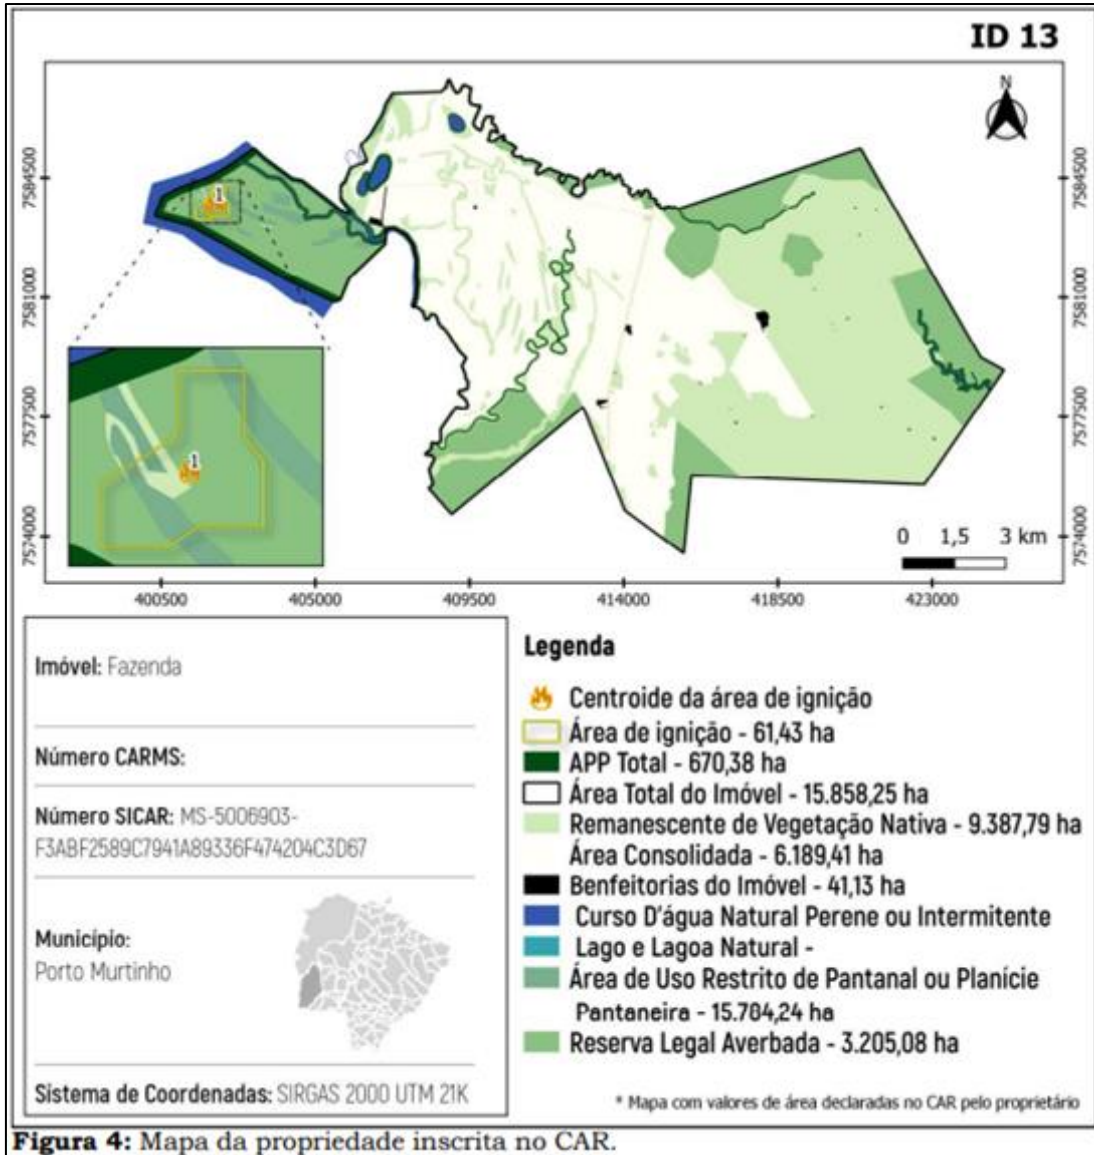 ID 13
N
7584500
7581000
7577500
7574000
7584500
7581000
7577500
7574000
1
1
0 1,5 3 km
400500 405000 409500 414000 418500 423000
Imóvel: Fazenda
Número CARMS:
Número SICAR: MS-5006903-
F3ABF2589C7941A89336F474204C3D67
Município:
Porto Murtinho
Sistema de Coordenadas: SIRGAS 2000 UTM 21K
Legenda
Centroide da área de ignição
Área de ignição - 61,43 ha
APP Total - 670,38 ha
Área Total do Imóvel - 15.858,25 ha
Remanescente de Vegetação Nativa - 9.387,79 ha
Área Consolidada - 6.189,41 ha
Benfeitorias do Imóvel - 41,13 ha
Curso D'água Natural Perene ou Intermitente
Lago e Lagoa Natural -
Área de Uso Restrito de Pantanal ou Planície
Pantaneira - 15.784,24 ha
Reserva Legal Averbada - 3.205,08 ha
* Mapa com valores de área declaradas no CAR pelo proprietário
Figura 4: Mapa da propriedade inscrita no CAR.